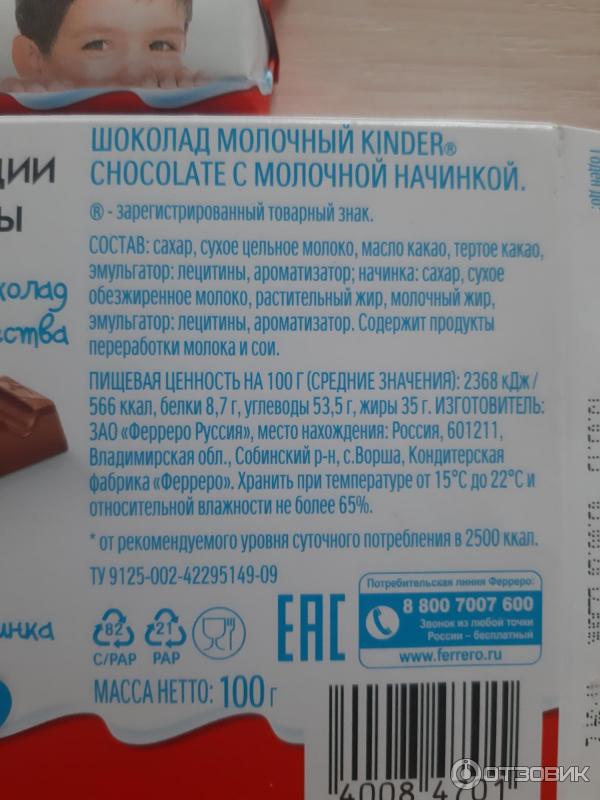 ШОКОЛАД МОЛОЧНЫЙ KINDER®
CHOCOLATE С МОЛОЧНОЙ НАЧИНКОЙ.
® - зарегистрированный товарный знак.
СОСТАВ: сахар, сухое цельное молоко, масло какао, тертое какао,
эмульгатор: лецитины, ароматизатор; начинка: сахар, сухое
обезжиренное молоко, растительный жир, молочный жир,
эмульгатор: лецитины, ароматизатор. Содержит продукты
переработки молока и сои.
ПИЩЕВАЯ ЦЕННОСТЬ НА 100 Г (СРЕДНИЕ ЗНАЧЕНИЯ): 2368 кДж /
566 ккал, белки 8,7 г, углеводы 53,5 г, жиры 35 г. ИЗГОТОВИТЕЛЬ:
ЗАО «Ферреро Руссия», место нахождения: Россия, 601211,
Владимирская обл., Собинский р-н, с.Ворша, Кондитерская
фабрика «Ферреро». Хранить при температуре от 15°С до 22°С и
относительной влажности не более 65%.
* от рекомендуемого уровня суточного потребления в 2500 ккал.
ТУ 9125-002-42295149-09
82
C/PAP
21
PAP
EAC
Потребительская линия Ферреро:
8 800 7007 600
Звонок из любой точки
России – бесплатный
www.ferrero.ru
МАССА НЕТТО: 100 г
Годен до:
ОТЗОВИК